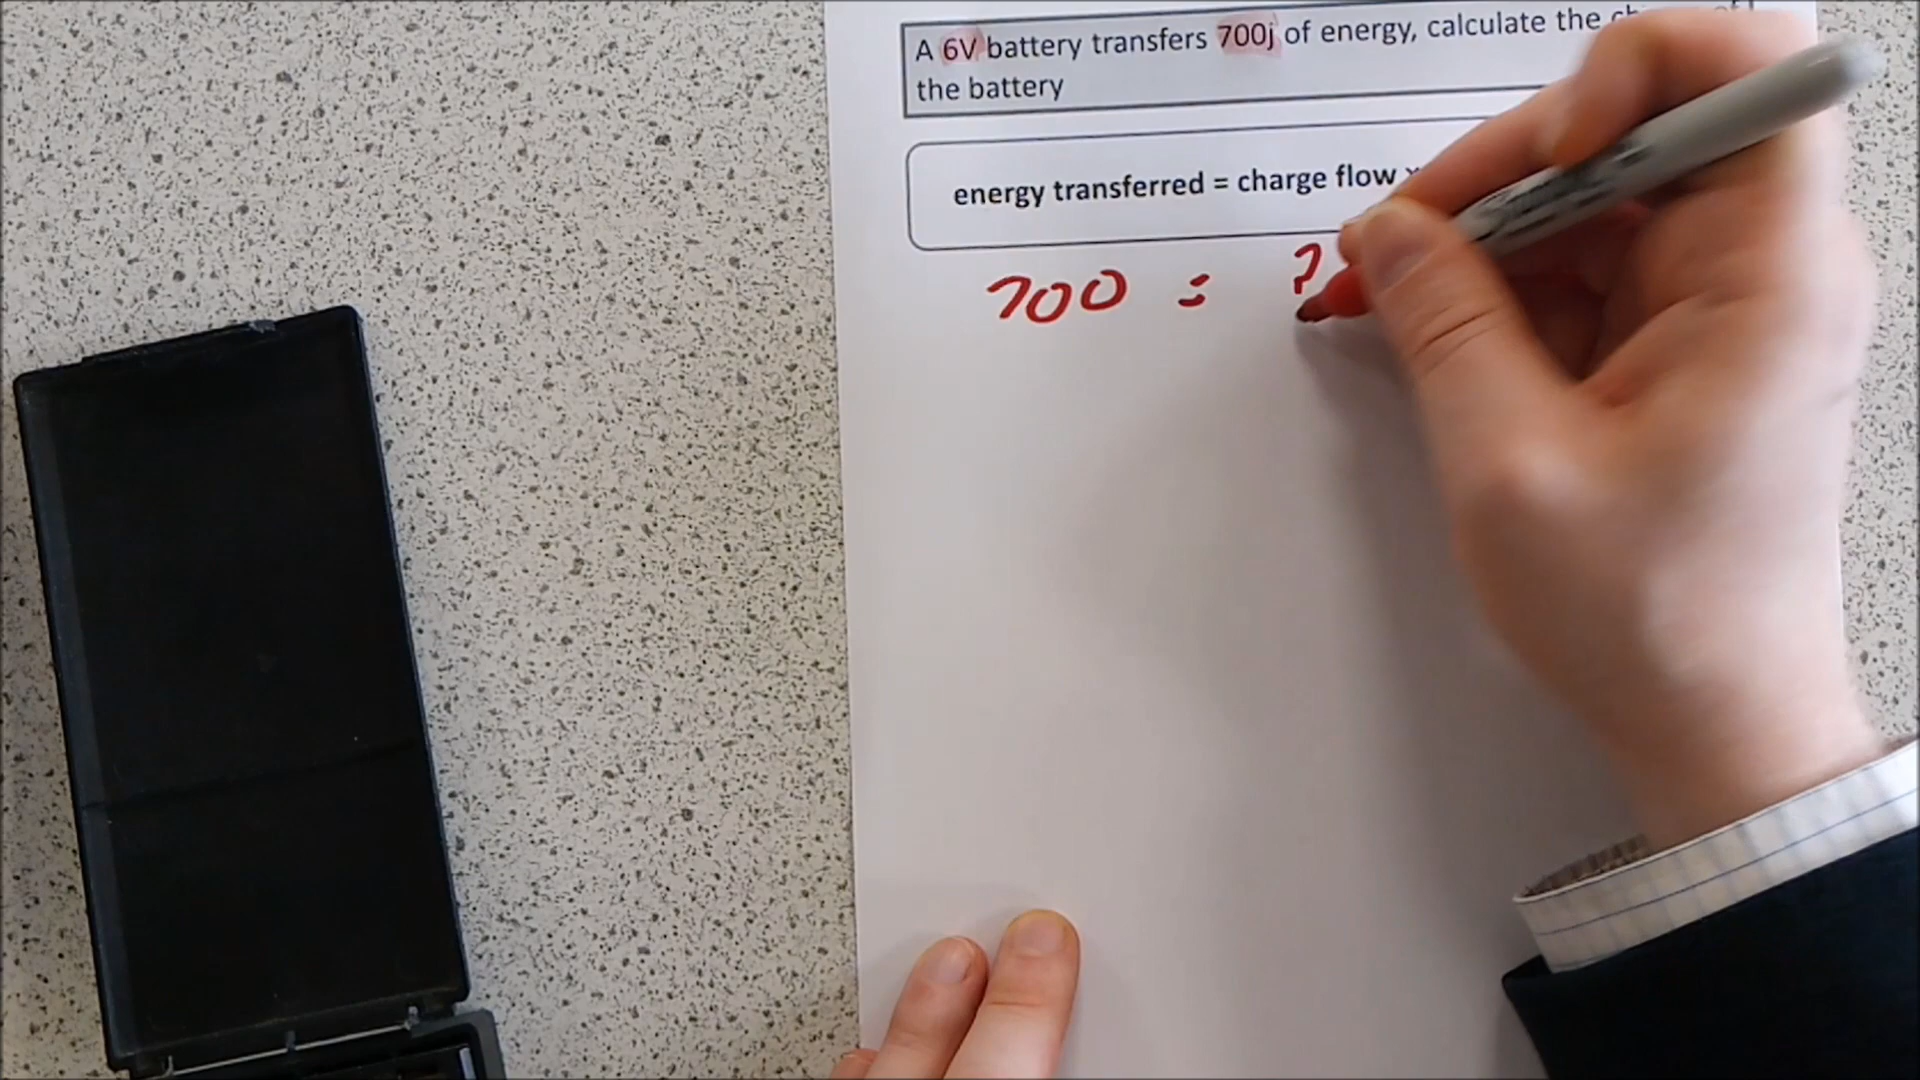 A 6V battery transfers 700j of energy, calculate the
the battery
energy transferred = charge flow
700 = ?